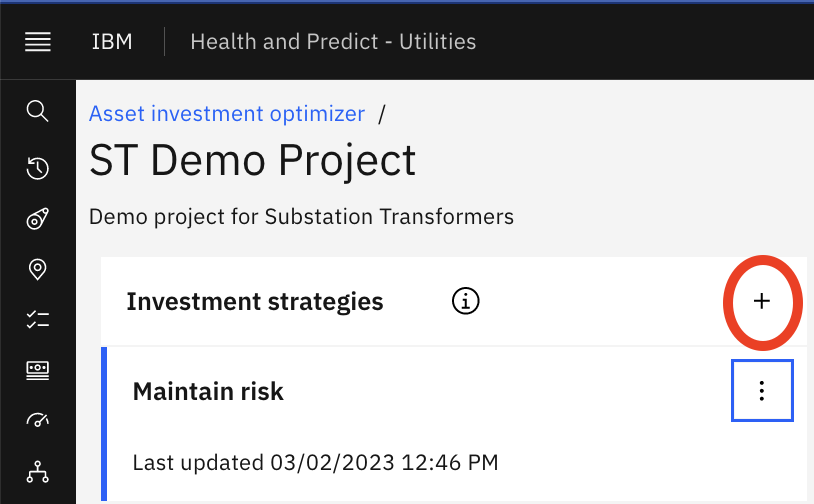 IBM
Health and Predict - Utilities
Asset investment optimizer /
ST Demo Project
Demo project for Substation Transformers
Investment strategies
Maintain risk
Last updated 03/02/2023 12:46 PM